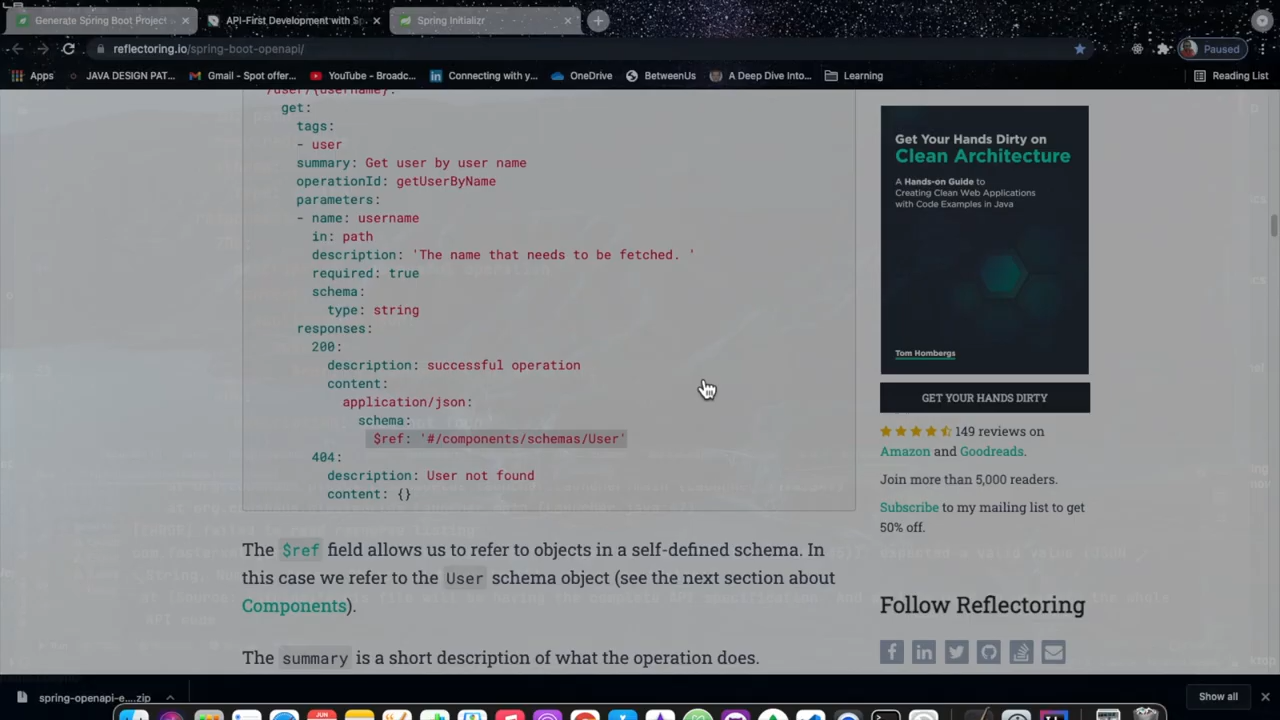 Generate Spring Boot Project
API-First Development with Sp
Spring Initializr
reflectoring.io/spring-boot-openapi/
Paused
Apps
JAVA DESIGN PAT...
Gmail - Spot offer...
YouTube - Broadc...
Connecting with y...
OneDrive
BetweenUs
A Deep Dive Into...
Learning
Reading List
/user/{username}:
get:
tags:
- user
summary: Get user by user name
operationId: getUserByName
parameters:
- name: username
in: path
description: 'The name that needs to be fetched. '
required: true
schema:
type: string
responses:
200:
description: successful operation
content:
application/json:
schema:
$ref: '#/components/schemas/User'
404:
description: User not found
content: {}
The $ref field allows us to refer to objects in a self-defined schema. In
this case we refer to the User schema object (see the next section about
Components).
The summary is a short description of what the operation does.
Get Your Hands Dirty on
Clean Architecture
A Hands-on Guide to
Creating Clean Web Applications
with Code Examples in Java
Tom Hombergs
GET YOUR HANDS DIRTY
149 reviews on
Amazon and Goodreads.
Join more than 5,000 readers.
Subscribe to my mailing list to get
50% off.
Follow Reflectoring
spring-openapi-e....zip
Show all